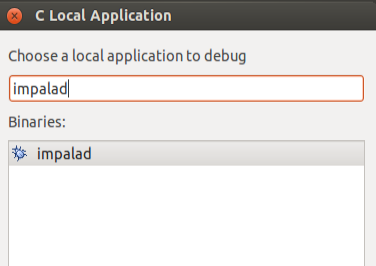 C Local Application
Choose a local application to debug
impalad
Binaries:
impalad